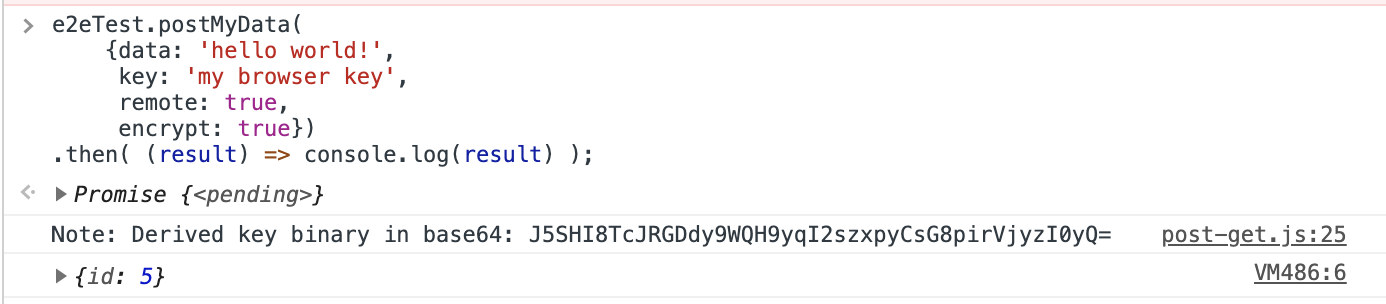 e2eTest.postMyData(
{data: 'hello world!',
key: 'my browser key',
remote: true,
encrypt: true})
.then( (result) => console.log(result) );
Promise {<pending>}
Note: Derived key binary in base64: J5SHI8TcJRGDdy9WQH9yqI2szxpyCsG8pirVjyzI0yQ= post-get.js:25
{id: 5} VM486:6